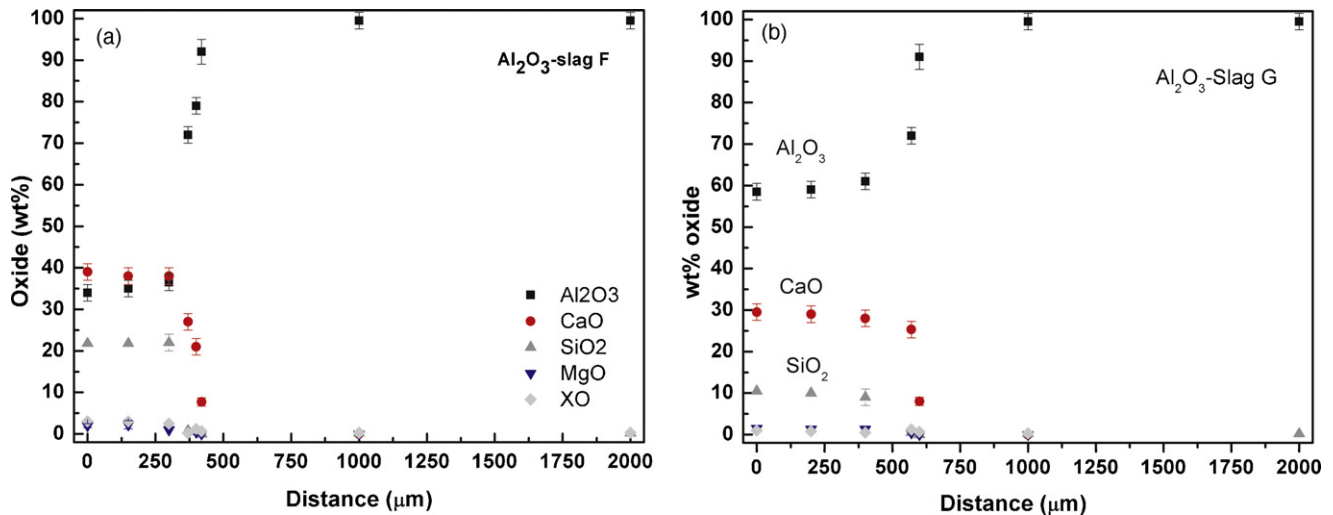 (a)
Al₂O₃-slag F
100
90
80
70
60
50
40
30
20
10
0
Oxide (wt%)
Al2O3
CaO
SiO2
MgO
XO
0 250 500 750 1000 1250 1500 1750 2000
Distance (μm)
(b)
Al₂O₃-Slag G
100
90
80
70
60
50
40
30
20
10
0
wt% oxide
Al₂O₃
CaO
SiO₂
0 250 500 750 1000 1250 1500 1750 2000
Distance (μm)